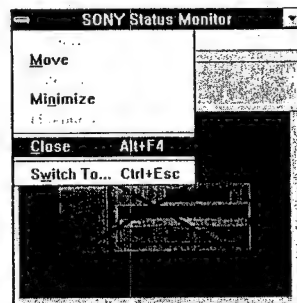 SONY Status Monitor
Move
Minimize
Close Alt+F4
Switch To... Ctrl+Esc